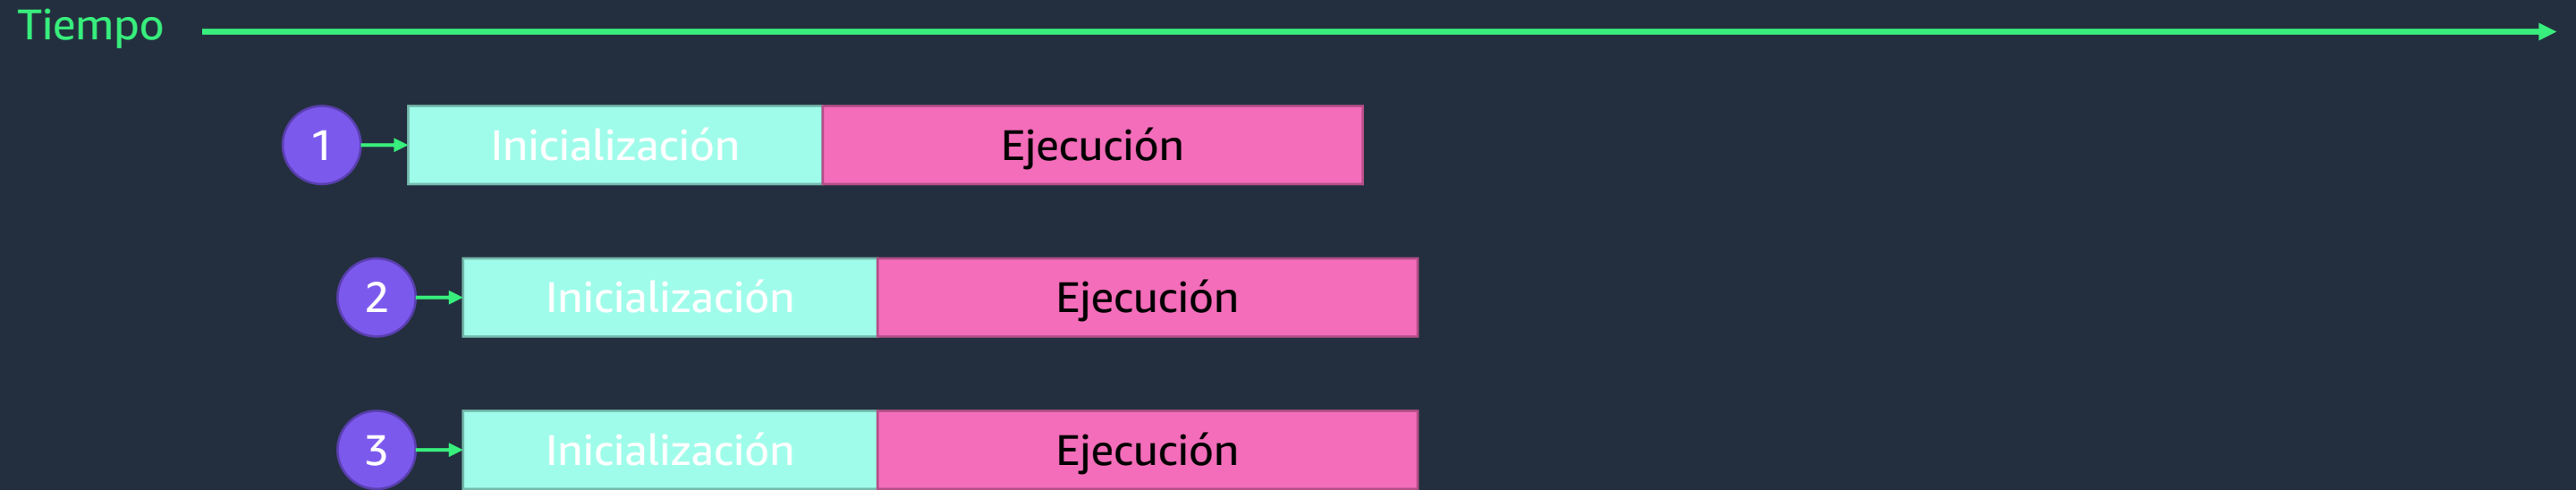 Tiempo
1 Inicialización Ejecución
2 Inicialización Ejecución
3 Inicialización Ejecución